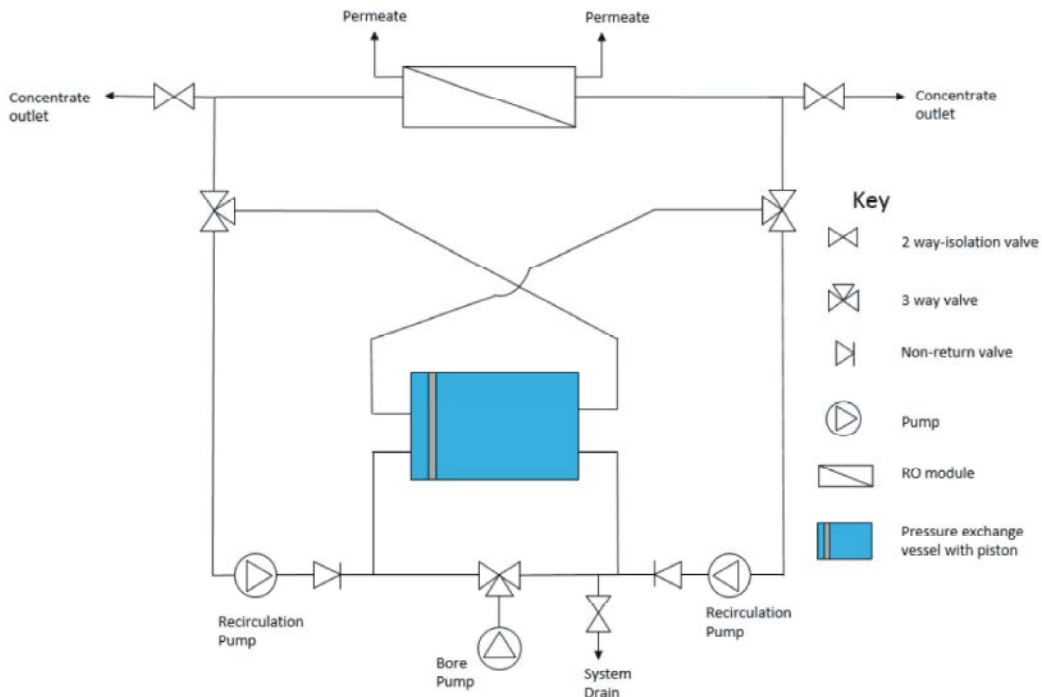 Permeate
Permeate
Concentrate
outlet
Concentrate
outlet
Key
2 way-isolation valve
3 way valve
Non-return valve
Pump
RO module
Pressure exchange
vessel with piston
Recirculation
Pump
Bore
Pump
System
Drain
Recirculation
Pump